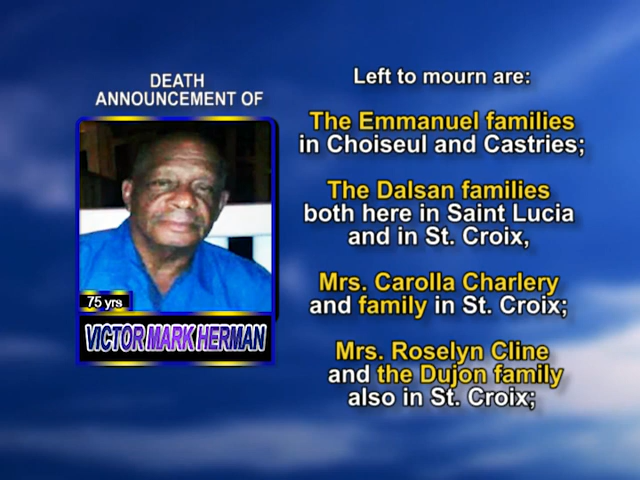 DEATH
ANNOUNCEMENT OF
75 yrs
VICTOR MARK HERMAN
Left to mourn are:
The Emmanuel families
in Choiseul and Castries;
The Dalsan families
both here in Saint Lucia
and in St. Croix,
Mrs. Carolla Charlery
and family in St. Croix;
Mrs. Roselyn Cline
and the Dujon family
also in St. Croix;